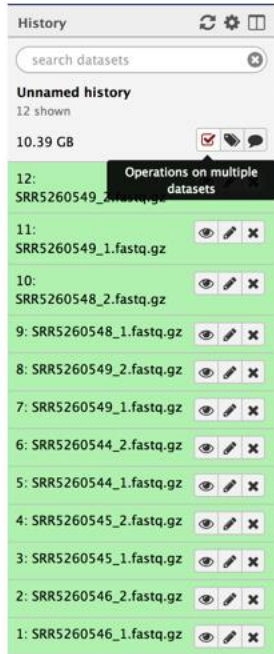 History
search datasets
Unnamed history
12 shown
10.39 GB
Operations on multiple
datasets
12:
SRR5260549_2.fastq.gz
11:
SRR5260549_1.fastq.gz
10:
SRR5260548_2.fastq.gz
9: SRR5260548_1.fastq.gz
8: SRR5260549_2.fastq.gz
7: SRR5260549_1.fastq.gz
6: SRR5260544_2.fastq.gz
5: SRR5260544_1.fastq.gz
4: SRR5260545_2.fastq.gz
3: SRR5260545_1.fastq.gz
2: SRR5260546_2.fastq.gz
1: SRR5260546_1.fastq.gz